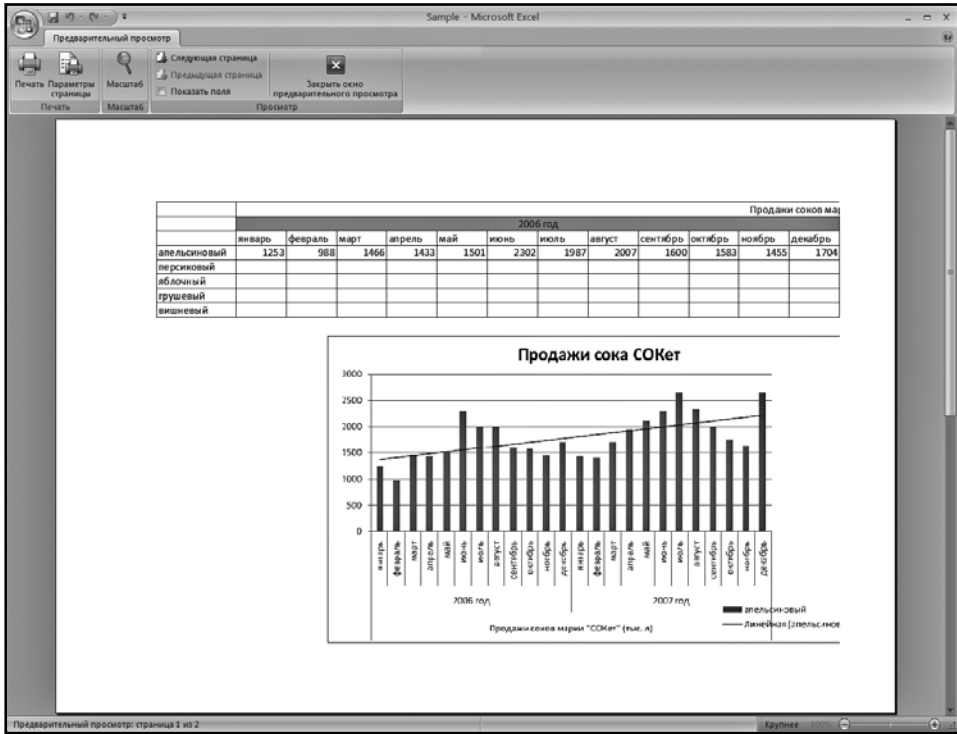 Sample - Microsoft Excel
Предварительный просмотр
Печать
Параметры страницы
Масштаб
Следующая страница
Предыдущая страница
Показать поля
Закрыть окно
предварительного просмотра
Печать
Масштаб
Просмотр
Продажи соков мар
2006 год
январь февраль март апрель май июнь июль август сентябрь октябрь ноябрь декабрь
апельсиновый 1253 988 1466 1433 1501 2302 1987 2007 1600 1583 1455 1704
персиковый
яблочный
грушевый
вишневый
Продажи сока СОКет
3000
2500
2000
1500
1000
500
0
январь февраль март апрель май июнь июль август сентябрь октябрь ноябрь декабрь январь февраль март апрель май июнь июль август сентябрь октябрь ноябрь декабрь
2006 год 2007 год
апельсиновый
Линейная (апельсинов
Продажи соков марки "СОКет" (тыс. л)
Предварительный просмотр: страница 1 из 2
Крупнее 100%